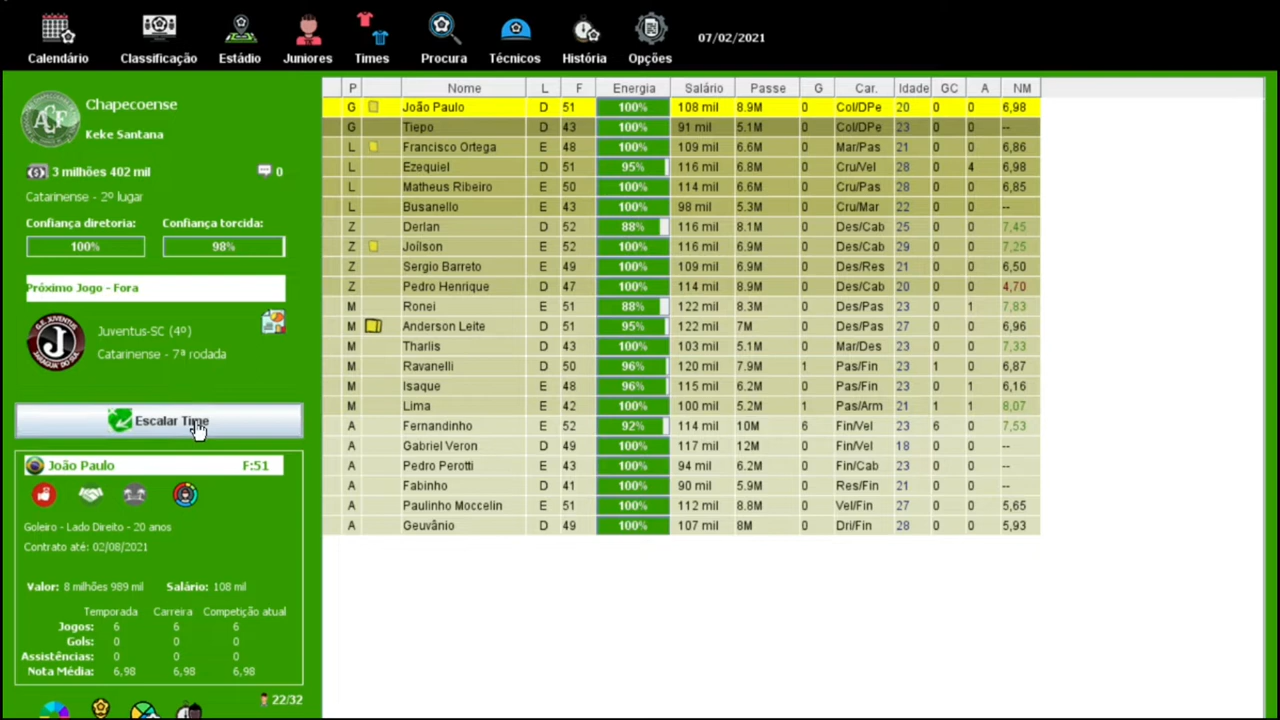 Calendário Classificação Estádio Juniores Times Procura Técnicos História Opções 07/02/2021
Chapecoense
Keke Santana
3 milhões 402 mil 0
Catarinense - 2º lugar
Confiança diretoria: Confiança torcida:
100% 98%
Próximo Jogo - Fora
Juventus-SC (4º)
Catarinense - 7ª rodada
Escalar Time
João Paulo F:51
Goleiro - Lado Direito - 20 anos
Contrato até: 02/08/2021
Valor: 8 milhões 989 mil Salário: 108 mil
Temporada Carreira Competição atual
Jogos: 6 6 6
Gols: 0 0 0
Assistências: 0 0 0
Nota Média: 6,98 6,98 6,98
22/32
P Nome L F Energia Salário Passe G Car. Idade GC A NM
G João Paulo D 51 100% 108 mil 8.9M 0 Col/DPe 20 0 0 6,98
G Tiepo D 43 100% 91 mil 5.1M 0 Col/DPe 23 0 0 --
L Francisco Ortega E 48 100% 109 mil 6.6M 0 Mar/Pas 21 0 0 6,86
L Ezequiel D 51 95% 116 mil 6.8M 0 Cru/Vel 28 0 4 6,98
L Matheus Ribeiro E 50 100% 114 mil 6.6M 0 Cru/Pas 28 0 0 6,85
L Busanello E 43 100% 98 mil 5.3M 0 Cru/Mar 22 0 0 --
Z Derlan D 52 88% 116 mil 8.1M 0 Des/Cab 25 0 0 7,45
Z Joilson E 52 100% 116 mil 6.9M 0 Des/Cab 29 0 0 7,25
Z Sergio Barreto E 49 100% 109 mil 6.9M 0 Des/Res 21 0 0 6,50
Z Pedro Henrique D 47 100% 114 mil 8.9M 0 Des/Cab 20 0 0 4,70
M Ronei E 51 88% 122 mil 8.3M 0 Des/Pas 23 0 1 7,83
M Anderson Leite D 51 95% 122 mil 7M 0 Des/Pas 27 0 0 6,96
M Tharlis D 43 100% 103 mil 5.1M 0 Mar/Des 23 0 0 7,33
M Ravanelli D 50 96% 120 mil 7.9M 1 Pas/Fin 23 1 0 6,87
M Isaque E 48 96% 115 mil 6.2M 0 Pas/Fin 23 0 1 6,16
M Lima E 42 100% 100 mil 5.2M 1 Pas/Arm 21 1 1 8,07
A Fernandinho E 52 92% 114 mil 10M 6 Fin/Vel 23 6 0 7,53
A Gabriel Veron D 49 100% 117 mil 12M 0 Fin/Vel 18 0 0 --
A Pedro Perotti E 43 100% 94 mil 6.2M 0 Fin/Cab 23 0 0 --
A Fabinho D 41 100% 90 mil 5.9M 0 Res/Fin 21 0 0 --
A Paulinho Moccelin E 51 100% 112 mil 8.8M 0 Vel/Fin 27 0 0 5,65
A Geuvânio D 49 100% 107 mil 8M 0 Dri/Fin 28 0 0 5,93